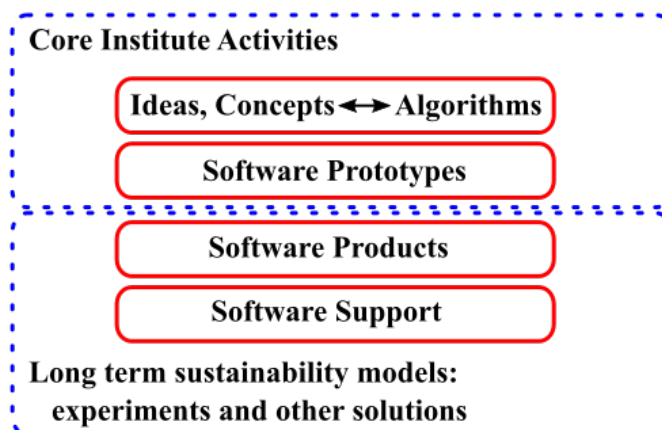 Core Institute Activities
Ideas, Concepts ↔ Algorithms
Software Prototypes
Software Products
Software Support
Long term sustainability models:
experiments and other solutions